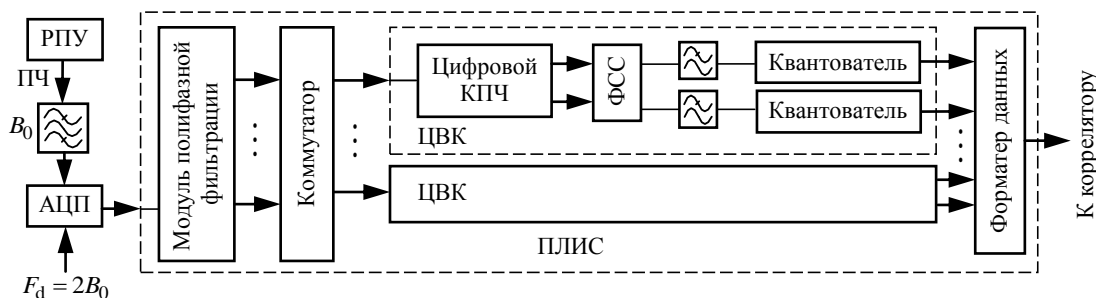 РПУ
ПЧ
B₀
АЦП
F_d = 2B₀
Модуль полифазной
фильтрации
Коммутатор
Цифровой
КПЧ
ФСС
Квантователь
Квантователь
ЦВК
ЦВК
ПЛИС
Форматер данных
К коррелятору